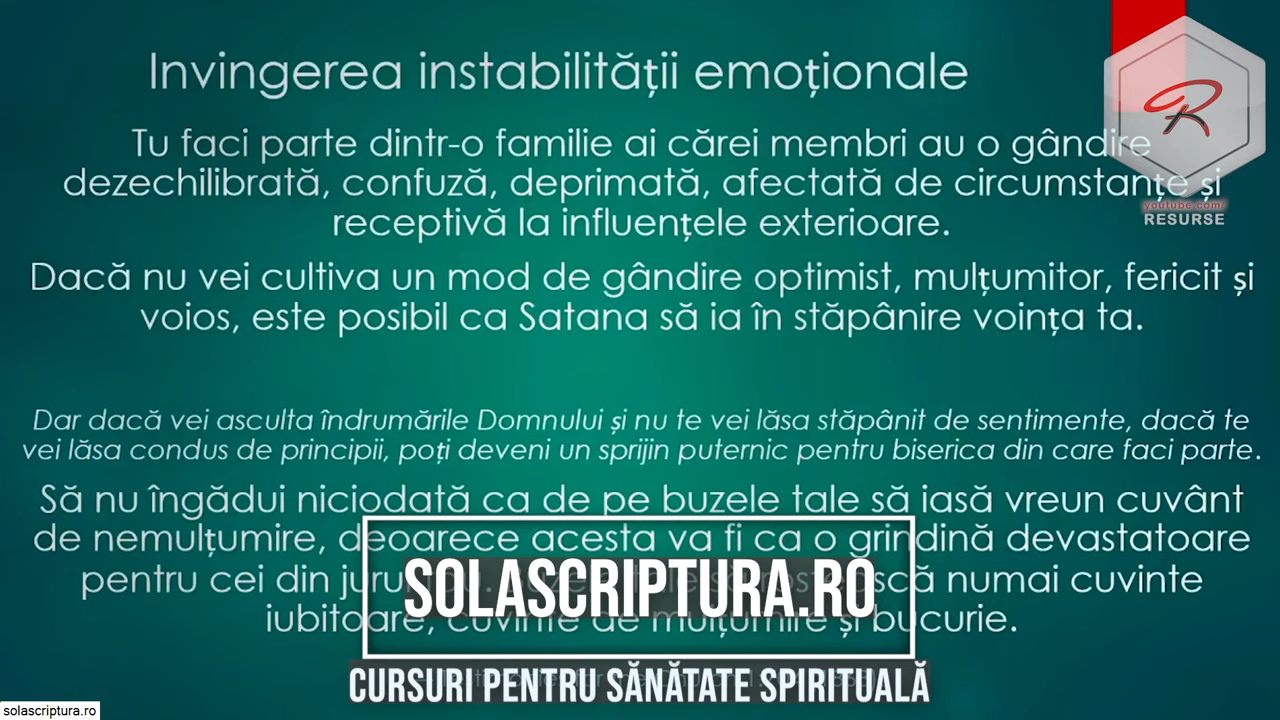 Invingerea instabilității emoționale
Tu faci parte dintr-o familie ai cărei membri au o gândire
dezechilibrată, confuză, deprimată, afectată de circumstanțe și
receptivă la influențele exterioare.
Dacă nu vei cultiva un mod de gândire optimist, mulțumitor, fericit și
voios, este posibil ca Satana să ia în stăpânire voința ta.
Dar dacă vei asculta îndrumările Domnului și nu te vei lăsa stăpânit de sentimente, dacă te
vei lăsa condus de principii, poți deveni un sprijin puternic pentru biserica din care faci parte.
Să nu îngădui niciodată ca de pe buzele tale să iasă vreun cuvânt
de nemulțumire, deoarece acesta va fi ca o grindină devastatoare
pentru cei din numai cuvinte
iubitoare, cuvinte de mulțumire și bucurie.
R
youtube.com/
RESURSE
SOLASCRIPTURA.RO
CURSURI PENTRU SĂNĂTATE SPIRITUALĂ
solascriptura.ro